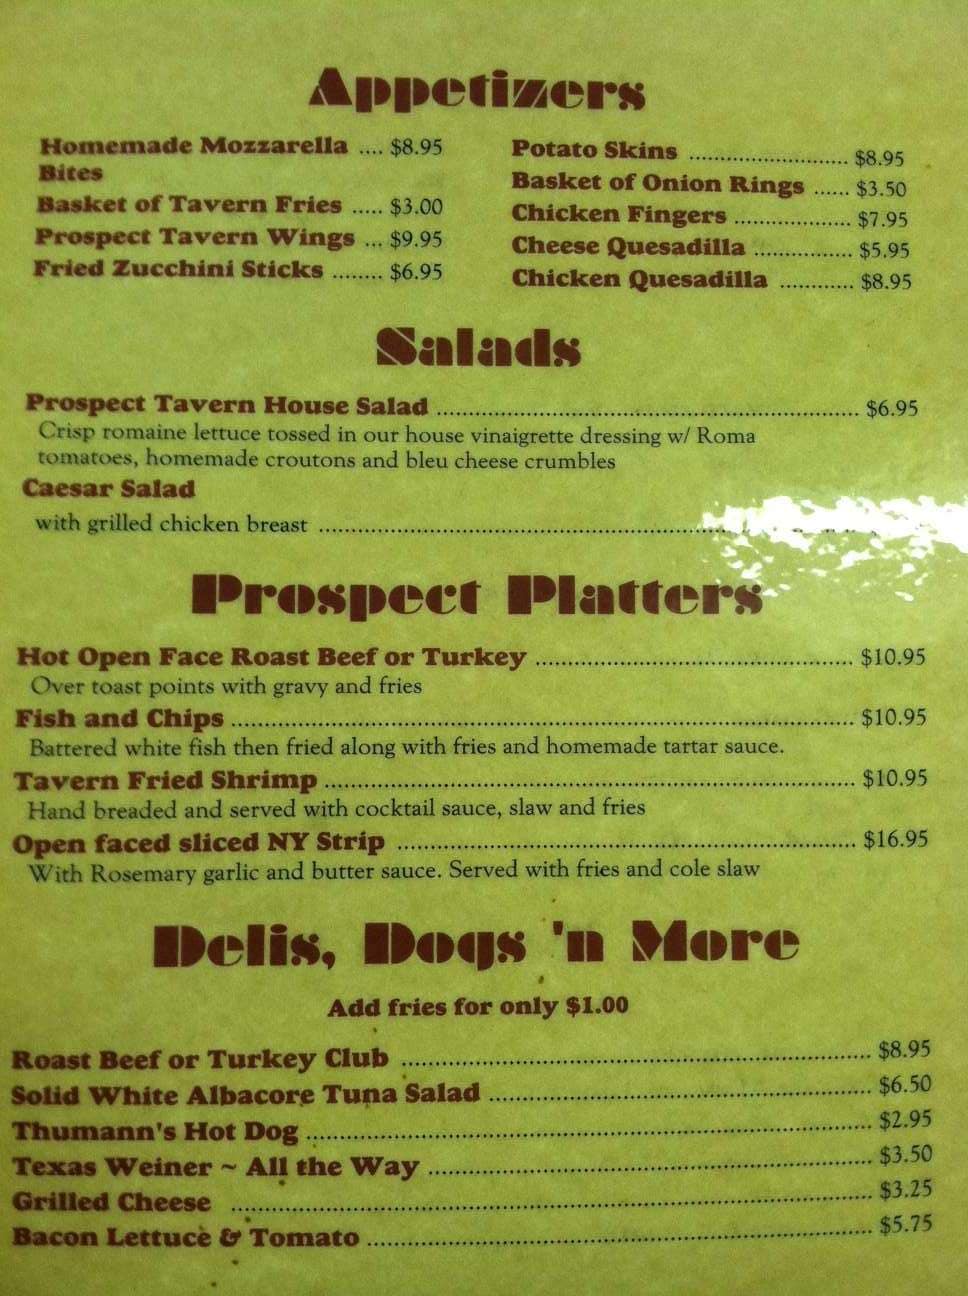 Appetizers
Homemade Mozzarella .... $8.95
Bites
Basket of Tavern Fries ..... $3.00
Prospect Tavern Wings ... $9.95
Fried Zucchini Sticks ........ $6.95
Potato Skins ............................ $8.95
Basket of Onion Rings ...... $3.50
Chicken Fingers .................... $7.95
Cheese Quesadilla ................. $5.95
Chicken Quesadilla ............. $8.95
Salads
Prospect Tavern House Salad ........................................ $6.95
Crisp romaine lettuce tossed in our house vinaigrette dressing w/ Roma
tomatoes, homemade croutons and bleu cheese crumbles
Caesar Salad
with grilled chicken breast ........................................
Prospect Platters
Hot Open Face Roast Beef or Turkey ........................................ $10.95
Over toast points with gravy and fries
Fish and Chips ........................................ $10.95
Battered white fish then fried along with fries and homemade tartar sauce.
Tavern Fried Shrimp ........................................ $10.95
Hand breaded and served with cocktail sauce, slaw and fries
Open faced sliced NY Strip ........................................ $16.95
With Rosemary garlic and butter sauce. Served with fries and cole slaw
Delis, Dogs 'n More
Add fries for only $1.00
Roast Beef or Turkey Club ........................................ $8.95
Solid White Albacore Tuna Salad ........................................ $6.50
Thumann's Hot Dog ........................................ $2.95
Texas Weiner ~ All the Way ........................................ $3.50
Grilled Cheese ........................................ $3.25
Bacon Lettuce & Tomato ........................................ $5.75